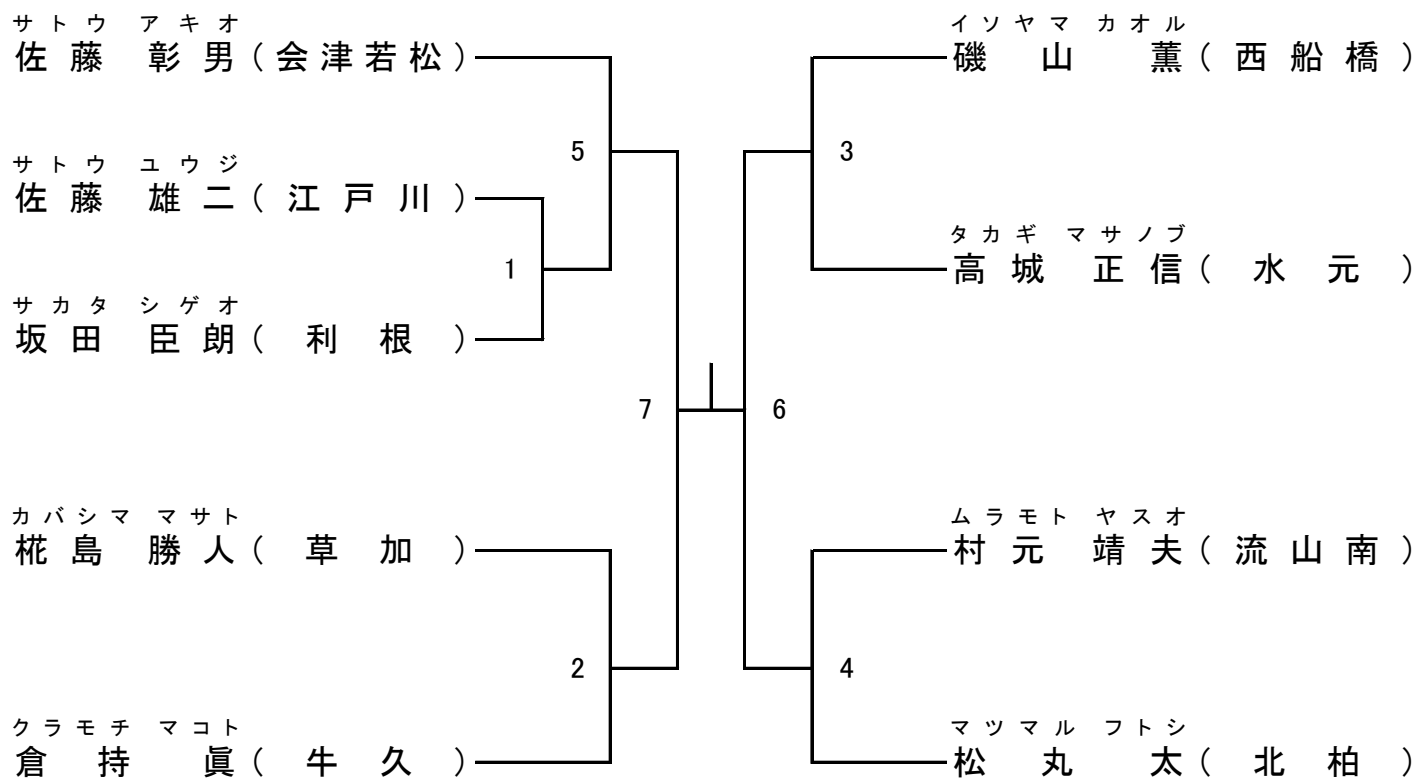 サトウ アキオ
佐藤 彰男(会津若松)
サトウ ユウジ
佐藤 雄二(江戸川)
サカタ シゲオ
坂田 臣朗(利根)
カバシマ マサト
椛島 勝人(草加)
クラモチ マコト
倉持 眞(牛久)
5
1
7
2
イソヤマ カオル
磯山 薫(西船橋)
タカギ マサノブ
高城 正信(水元)
ムラモト ヤスオ
村元 靖夫(流山南)
マツマル フトシ
松丸 太(北柏)
3
6
4